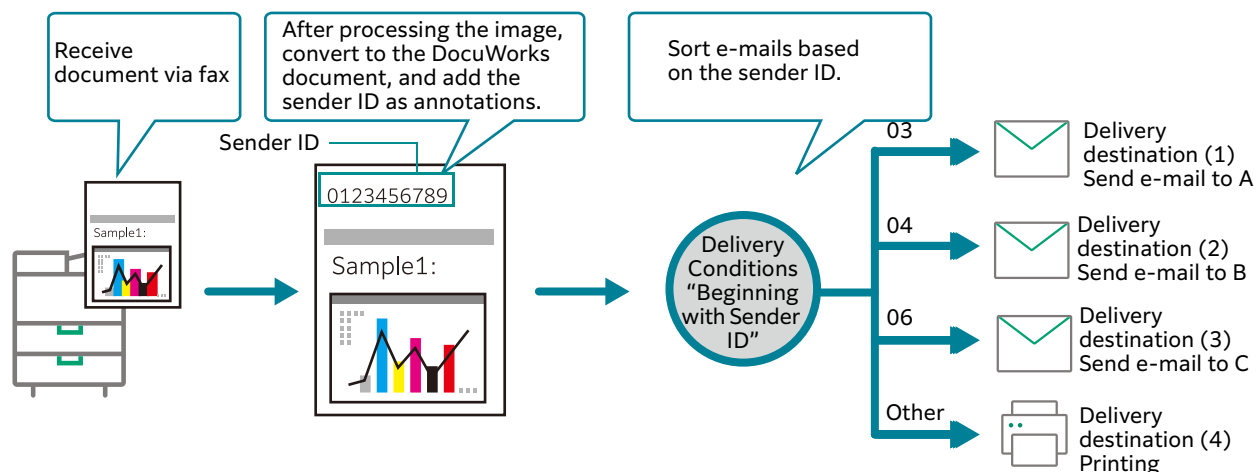 Receive
document via fax
After processing the image,
convert to the DocuWorks
document, and add the
sender ID as annotations.
Sort e-mails based
on the sender ID.
Sender ID
0123456789
Sample1:
Sample1:
Delivery
Conditions
“Beginning
with Sender
ID”
03
Delivery
destination (1)
Send e-mail to A
04
Delivery
destination (2)
Send e-mail to B
06
Delivery
destination (3)
Send e-mail to C
Other
Delivery
destination (4)
Printing